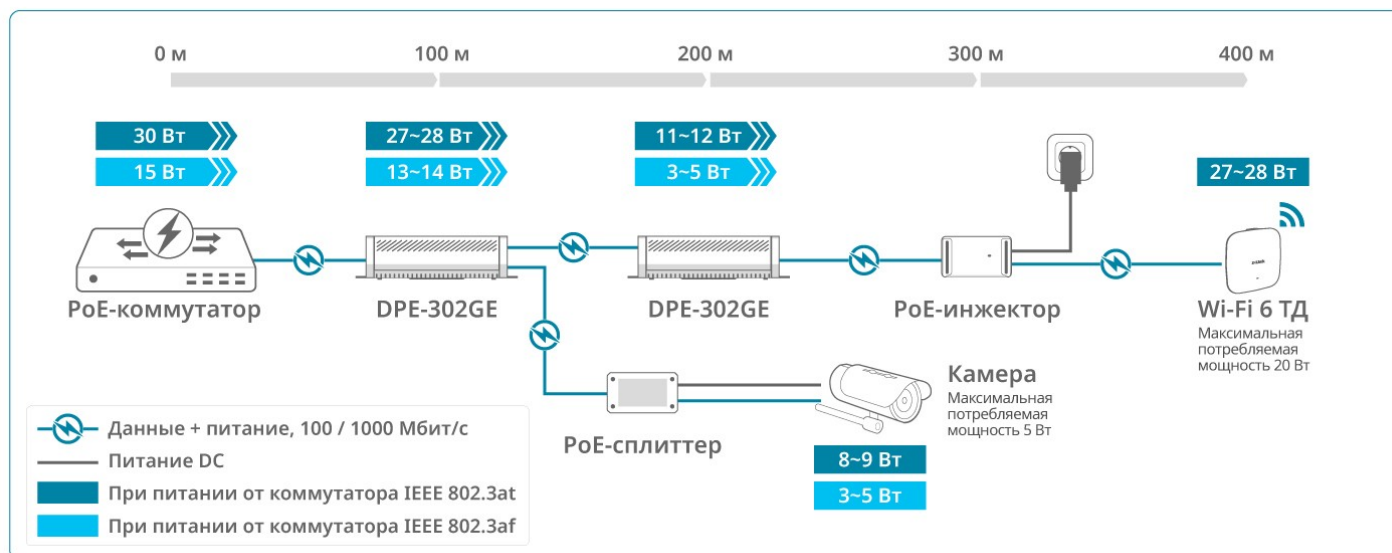 0 м
100 м
200 м
300 м
400 м
30 Вт
27~28 Вт
11~12 Вт
27~28 Вт
15 Вт
13~14 Вт
3~5 Вт
PoE-коммутатор
DPE-302GE
DPE-302GE
PoE-инжектор
Wi-Fi 6 ТД
Максимальная
потребляемая
мощность 20 Вт
Камера
Максимальная
потребляемая
мощность 5 Вт
PoE-сплиттер
8~9 Вт
3~5 Вт
Данные + питание, 100 / 1000 Мбит/с
Питание DC
При питании от коммутатора IEEE 802.3at
При питании от коммутатора IEEE 802.3af